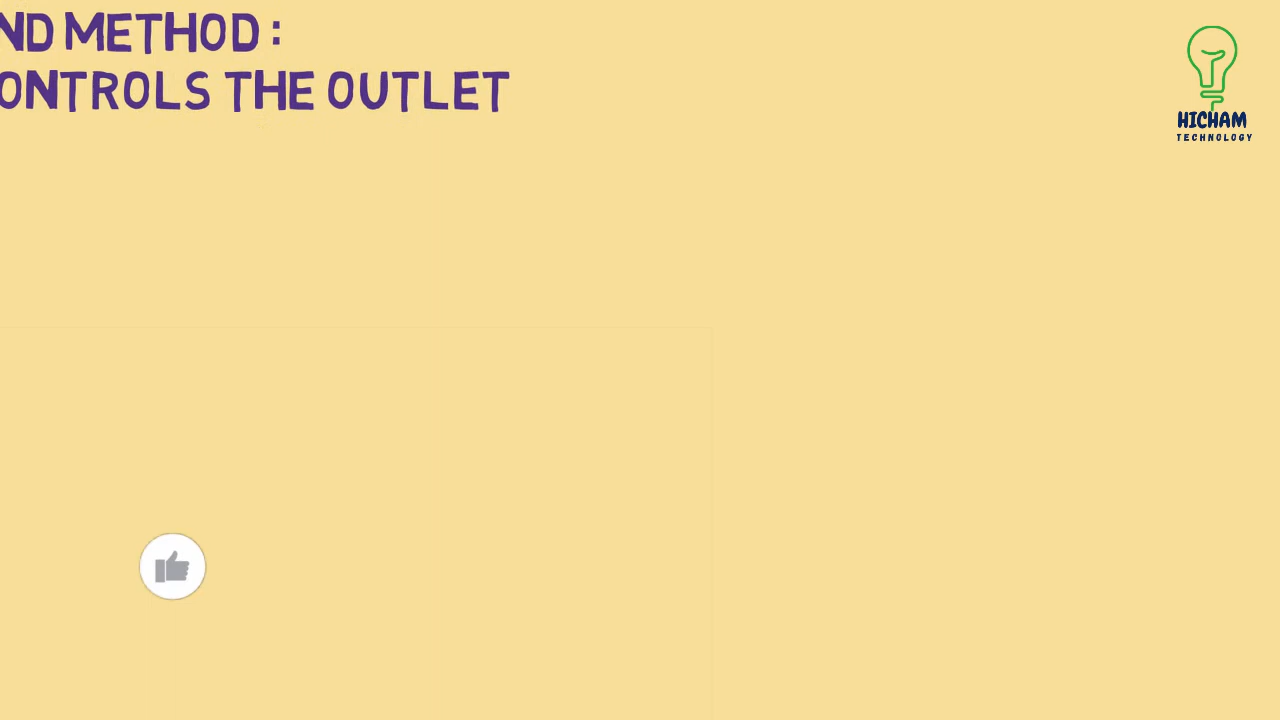 ND METHOD :
ONTROLS THE OUTLET
HICHAM
TECHNOLOGY